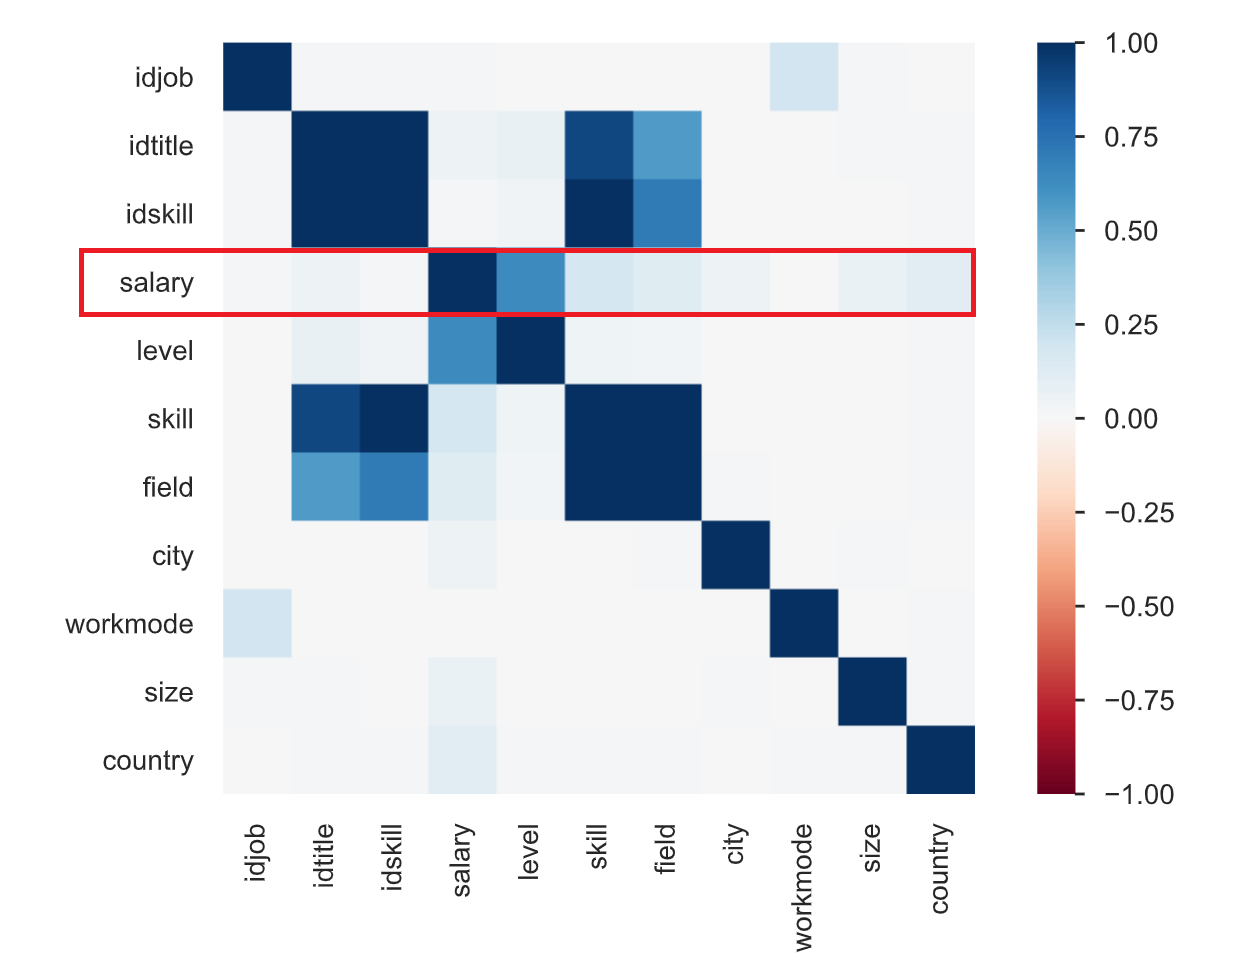 idjob
idtitle
idskill
salary
level
skill
field
city
workmode
size
country
idjob
idtitle
idskill
salary
level
skill
field
city
workmode
size
country
1.00
0.75
0.50
0.25
0.00
−0.25
−0.50
−0.75
−1.00